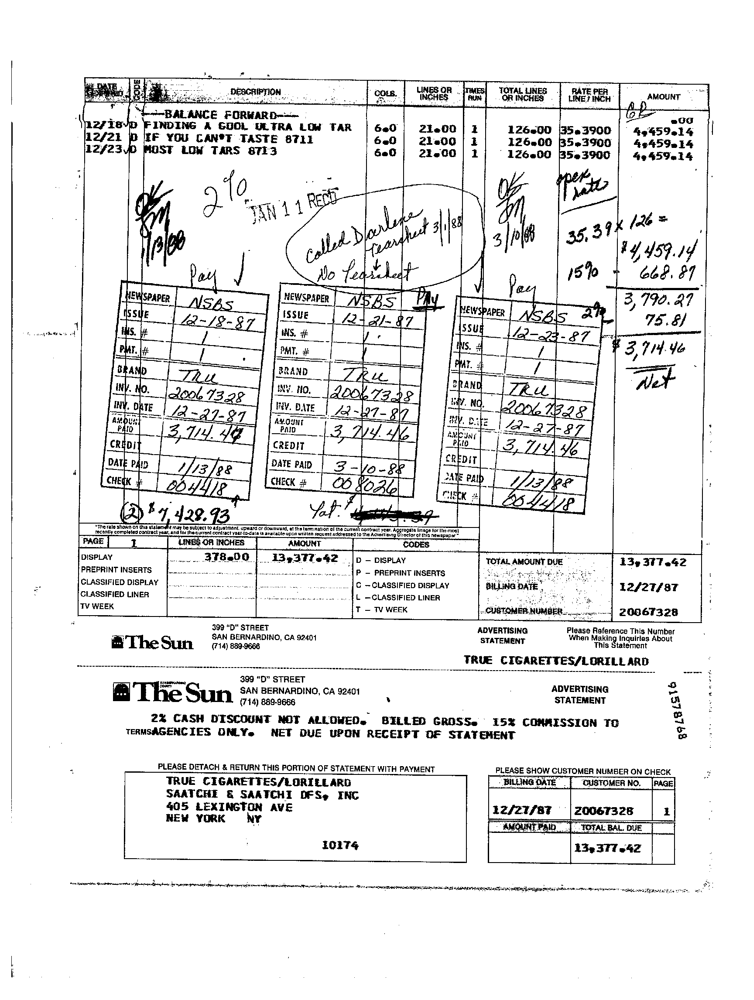 DESCRIPTION COLS. LINES OR INCHES TIMES RUN TOTAL LINES OR INCHES RATE PER LINE/INCH AMOUNT
----BALANCE FORWARD---- .00
12/18 D FINDING A GOOL ULTRA LOW TAR 6.0 21.00 1 126.00 35.3900 4,459.14
12/21 D IF YOU CAN'T TASTE 8711 6.0 21.00 1 126.00 35.3900 4,459.14
12/23 D MOST LOW TARS 8713 6.0 21.00 1 126.00 35.3900 4,459.14
OK
1/13/88
2%
JAN 11 REC'D
Called Darlene
Tearsheet 3/1/88
No Tearsheet
OK
3/10/88
open rate
35.39 x 126 =
$4,459.14
15% - 668.87
3,790.27
2% 75.81
$3,714.46
Net
Pay
NEWSPAPER NSBS
ISSUE 12-18-87
INS. # 1
PMT. # 1
BRAND TRU
INV. NO. 20067328
INV. DATE 12-27-87
AMOUNT PAID 3,714.47
CREDIT
DATE PAID 1/13/88
CHECK # 004418
Pay
NEWSPAPER NSBS
ISSUE 12-21-87
INS. # 1
PMT. # 1
BRAND TRU
INV. NO. 20067328
INV. DATE 12-27-87
AMOUNT PAID 3,714.46
CREDIT
DATE PAID 3-10-88
CHECK # 008026
Pay
NEWSPAPER NSBS
ISSUE 12-23-87
INS. # 1
PMT. # 1
BRAND TRU
INV. NO. 20067328
INV. DATE 12-27-87
AMOUNT PAID 3,714.46
CREDIT
DATE PAID 1/13/88
CHECK # 004418
(2) $7,428.93
*The rate shown on this statement may be subject to adjustment, upward or downward, at the termination of the current contract year. Aggregate linage for the most
recently completed contract year, and for the current contract year-to-date is available upon written request addressed to the Advertising Director of this newspaper*
PAGE 1 LINES OR INCHES AMOUNT CODES
DISPLAY 378.00 13,377.42 D – DISPLAY TOTAL AMOUNT DUE 13,377.42
PREPRINT INSERTS P – PREPRINT INSERTS
CLASSIFIED DISPLAY C – CLASSIFIED DISPLAY BILLING DATE 12/27/87
CLASSIFIED LINER L – CLASSIFIED LINER
TV WEEK T – TV WEEK CUSTOMER NUMBER 20067328
The Sun
399 "D" STREET
SAN BERNARDINO, CA 92401
(714) 889-9666
ADVERTISING STATEMENT
Please Reference This Number
When Making Inquiries About
This Statement
TRUE CIGARETTES/LORILLARD
The Sun
399 "D" STREET
SAN BERNARDINO, CA 92401
(714) 889-9666
ADVERTISING STATEMENT
91578768
2% CASH DISCOUNT NOT ALLOWED. BILLED GROSS. 15% COMMISSION TO
TERMS AGENCIES ONLY. NET DUE UPON RECEIPT OF STATEMENT
PLEASE DETACH & RETURN THIS PORTION OF STATEMENT WITH PAYMENT
TRUE CIGARETTES/LORILLARD
SAATCHI & SAATCHI DFS, INC
405 LEXINGTON AVE
NEW YORK NY
10174
PLEASE SHOW CUSTOMER NUMBER ON CHECK
BILLING DATE CUSTOMER NO. PAGE
12/27/87 20067328 1
AMOUNT PAID TOTAL BAL. DUE
13,377.42